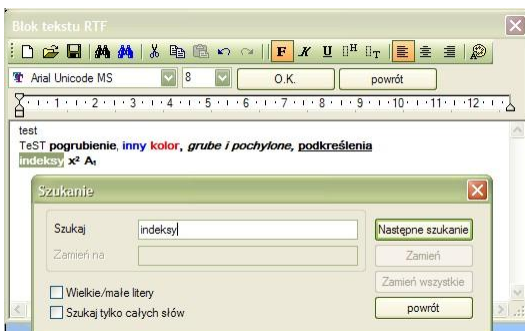 Blok tekstu RTF
F K U H T
Arial Unicode MS 8 O.K. powrót
1 2 3 4 5 6 7 8 9 10 11 12
test
TeST pogrubienie, inny kolor, grube i pochylone, podkreślenia
indeksy x² A₁
Szukanie
Szukaj indeksy Następne szukanie
Zamień na Zamień
Zamień wszystkie
Wielkie/małe litery
Szukaj tylko całych słów powrót